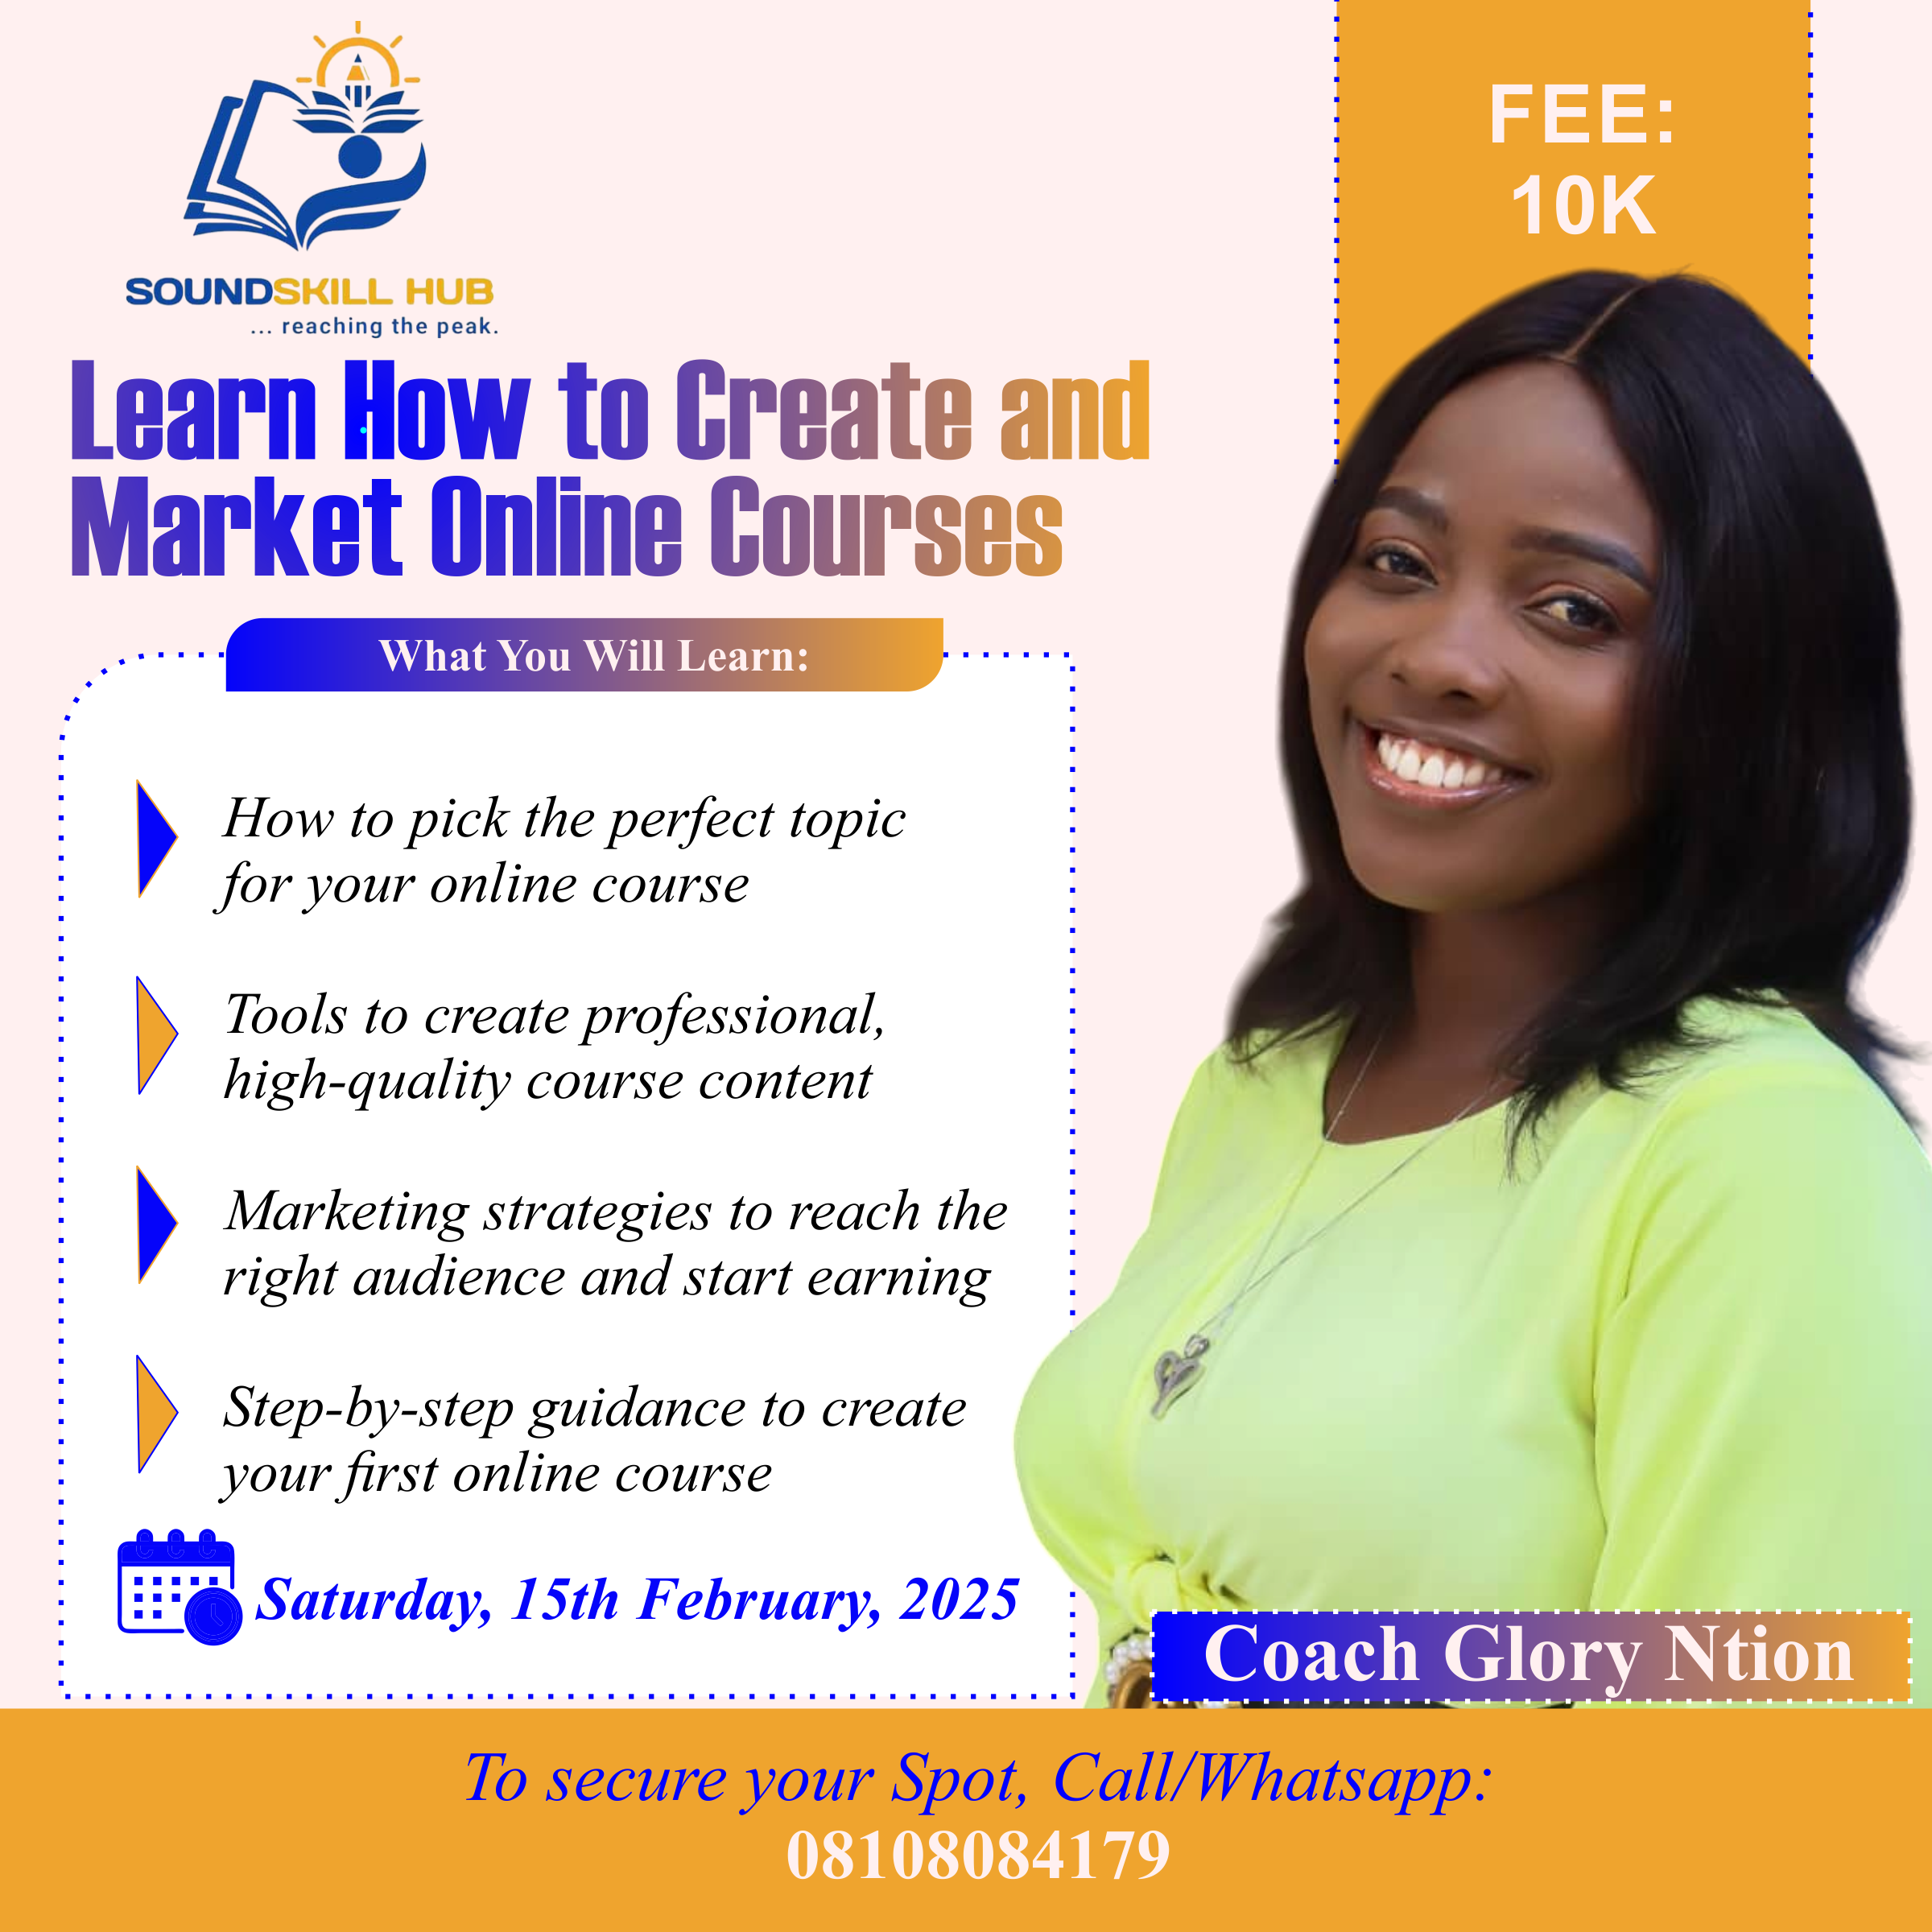 SOUNDSKILL HUB
... reaching the peak.
FEE:
10K
Learn How to Create and
Market Online Courses
What You Will Learn:
How to pick the perfect topic
for your online course
Tools to create professional,
high-quality course content
Marketing strategies to reach the
right audience and start earning
Step-by-step guidance to create
your first online course
Saturday, 15th February, 2025
Coach Glory Ntion
To secure your Spot, Call/Whatsapp:
08108084179